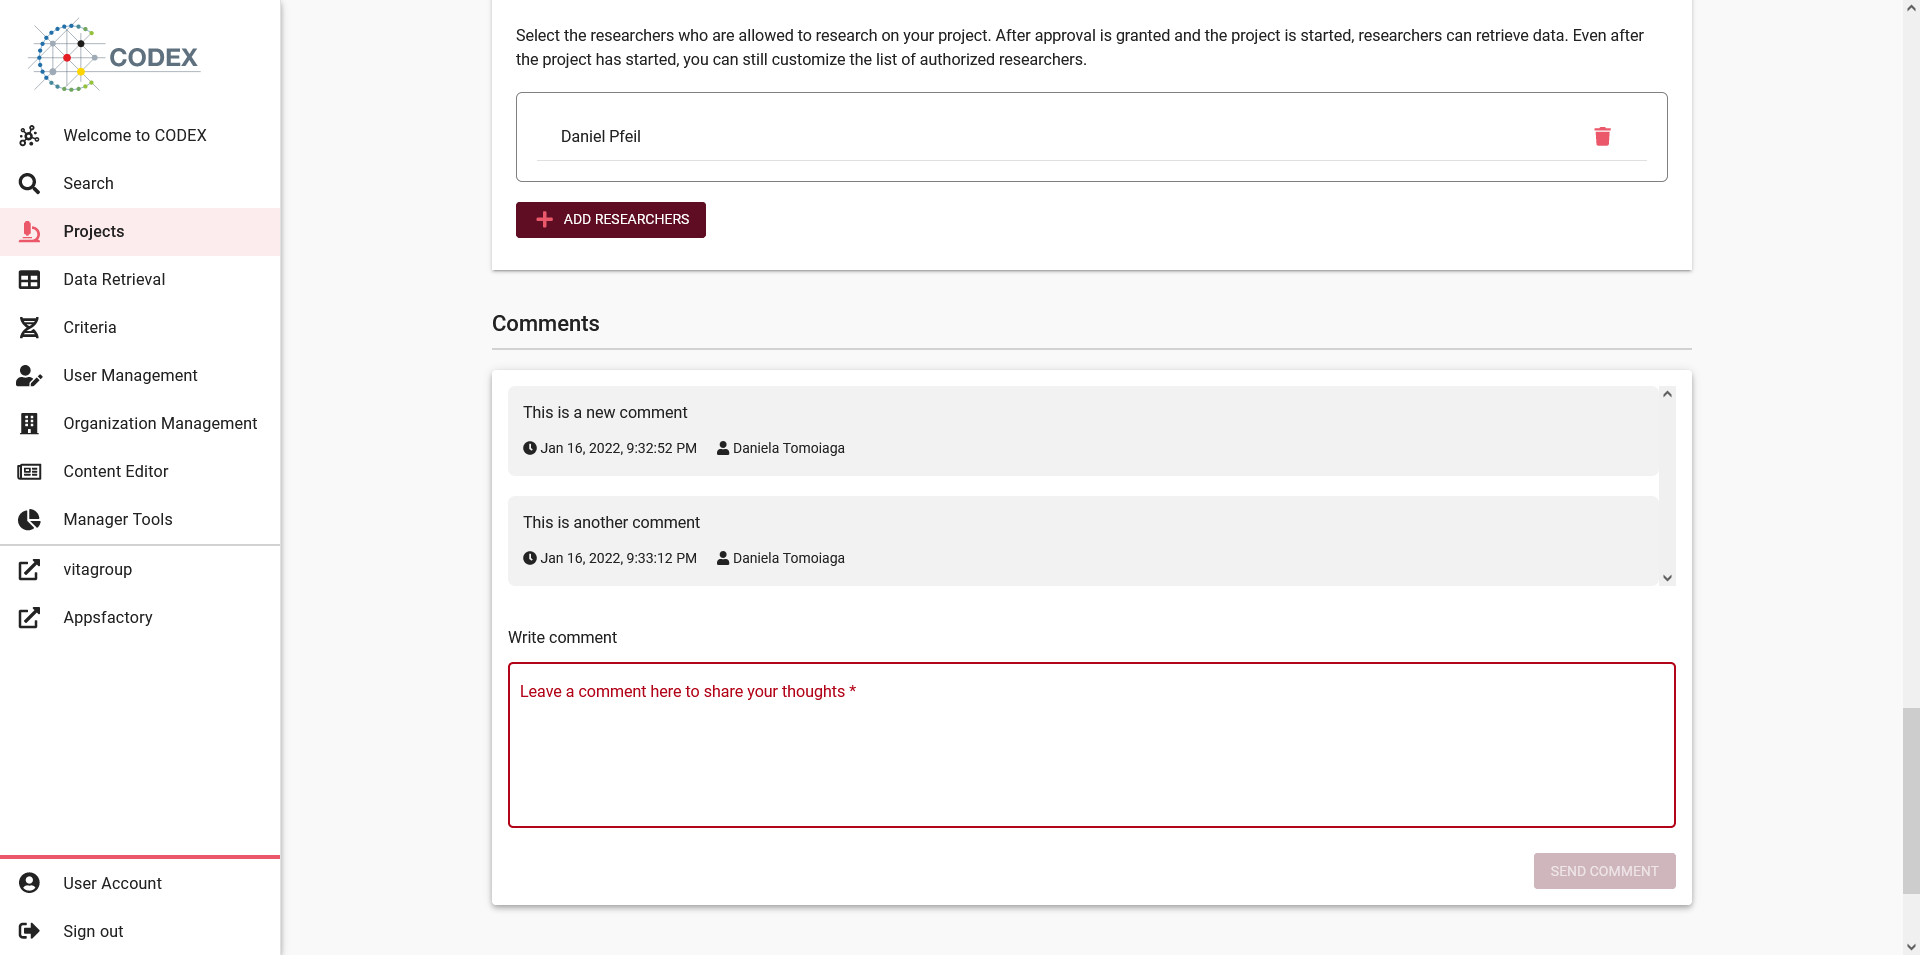 CODEX
Welcome to CODEX
Search
Projects
Data Retrieval
Criteria
User Management
Organization Management
Content Editor
Manager Tools
vitagroup
Appsfactory
User Account
Sign out
Select the researchers who are allowed to research on your project. After approval is granted and the project is started, researchers can retrieve data. Even after
the project has started, you can still customize the list of authorized researchers.
Daniel Pfeil
ADD RESEARCHERS
Comments
This is a new comment
Jan 16, 2022, 9:32:52 PM Daniela Tomoiaga
This is another comment
Jan 16, 2022, 9:33:12 PM Daniela Tomoiaga
Write comment
Leave a comment here to share your thoughts *
SEND COMMENT